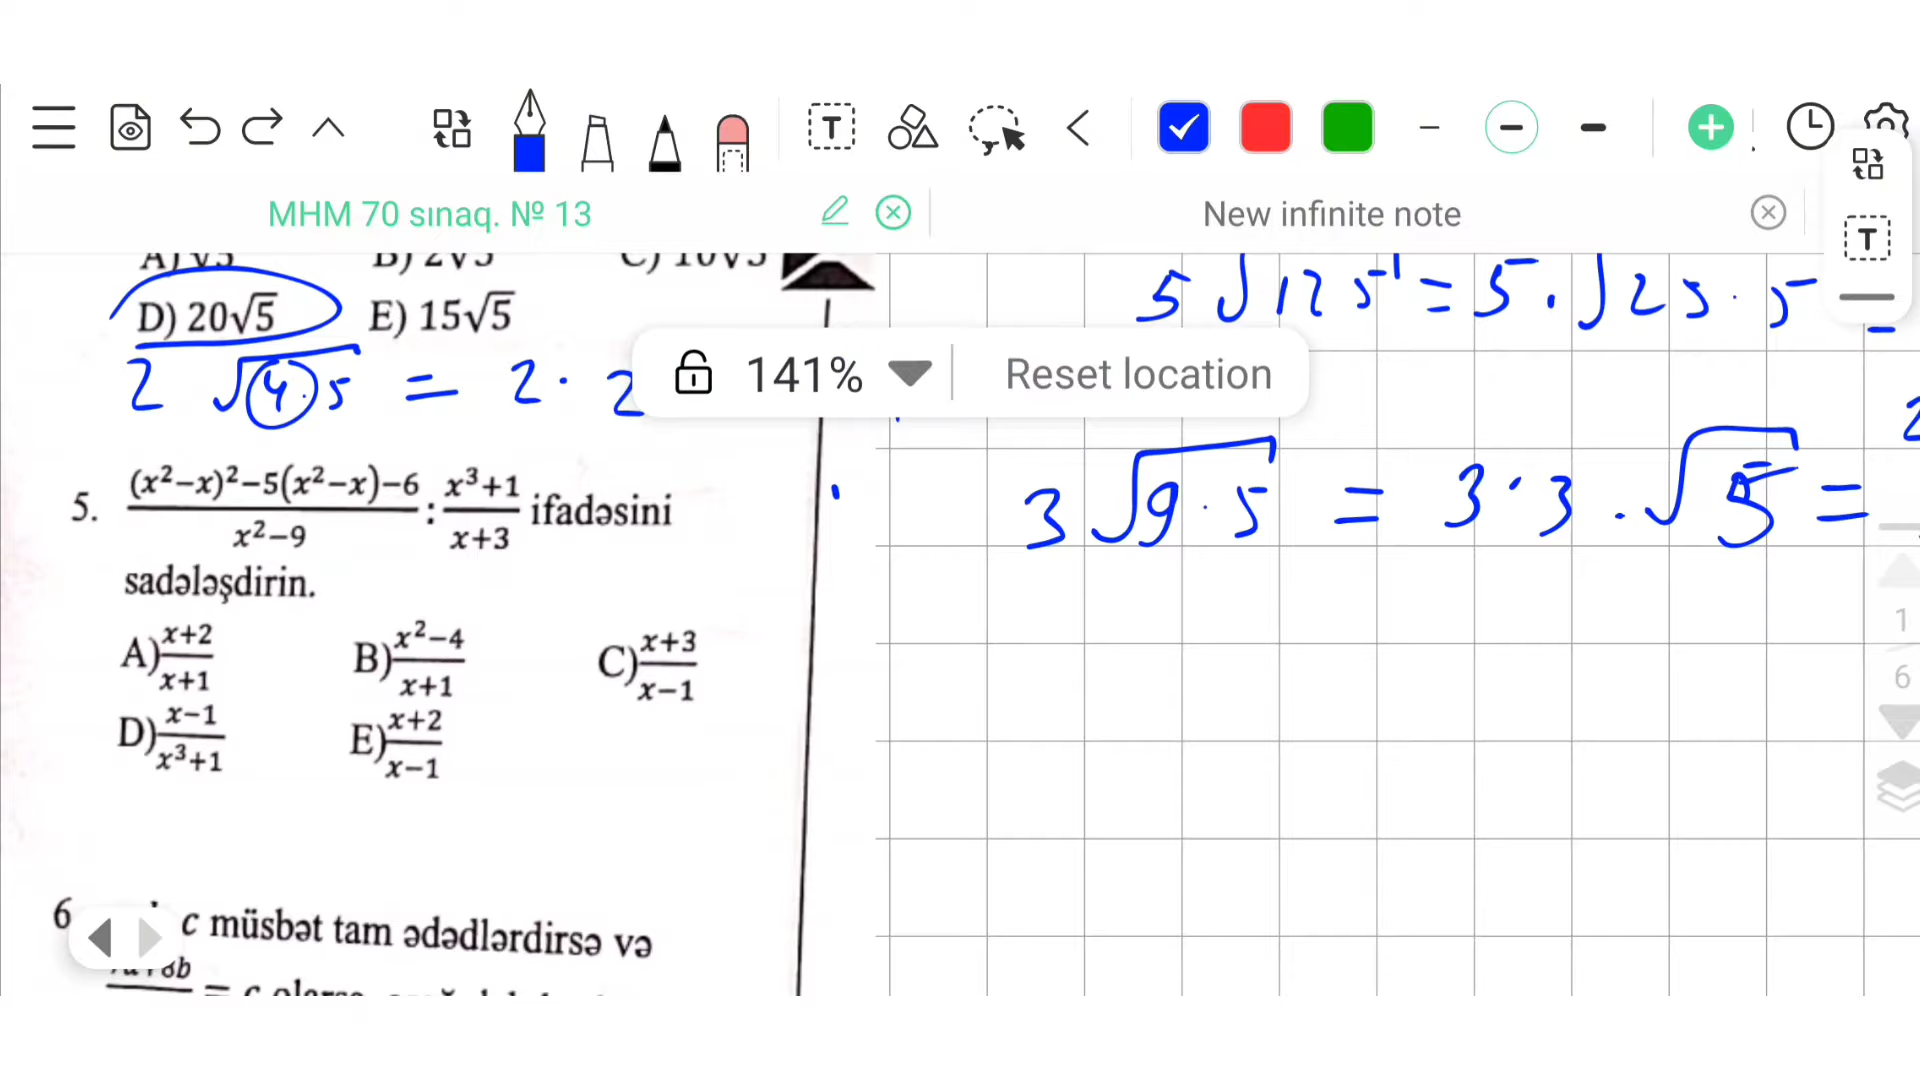 MHM 70 sınaq. № 13
New infinite note
D) 20√5 E) 15√5
2 √4·5 = 2· 2
141% Reset location
5√125 = 5·√25·5 =
3√9·5 = 3·3·√5 =
5. (x²−x)²−5(x²−x)−6 / x²−9 : x³+1 / x+3 ifadəsini
sadələşdirin.
A) x+2 / x+1 B) x²−4 / x+1 C) x+3 / x−1
D) x−1 / x³+1 E) x+2 / x−1
6 c müsbət tam ədədlərdirsə və
1
6
T
T